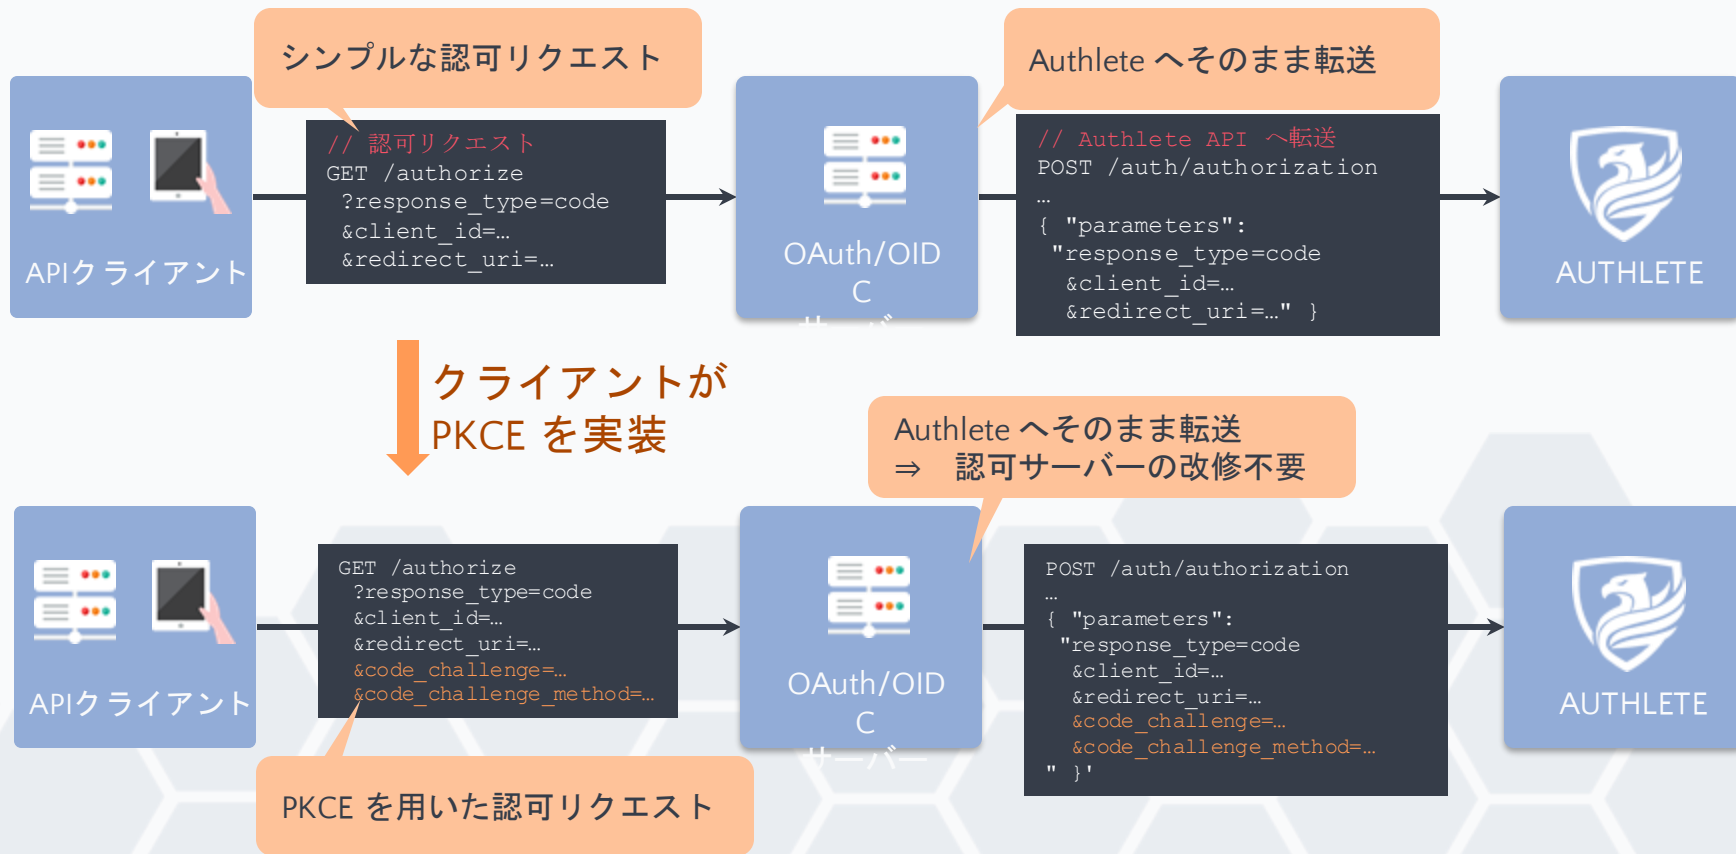 シンプルな認可リクエスト
Authlete へそのまま転送
// 認可リクエスト
GET /authorize
?response_type=code
&client_id=…
&redirect_uri=…
// Authlete API へ転送
POST /auth/authorization
…
{ "parameters":
"response_type=code
&client_id=…
&redirect_uri=…" }
APIクライアント
OAuth/OID
C
サーバー
AUTHLETE
クライアントが
PKCE を実装
Authlete へそのまま転送
⇒ 認可サーバーの改修不要
GET /authorize
?response_type=code
&client_id=…
&redirect_uri=…
&code_challenge=…
&code_challenge_method=…
POST /auth/authorization
…
{ "parameters":
"response_type=code
&client_id=…
&redirect_uri=…
&code_challenge=…
&code_challenge_method=…
" }'
APIクライアント
OAuth/OID
C
サーバー
AUTHLETE
PKCE を用いた認可リクエスト